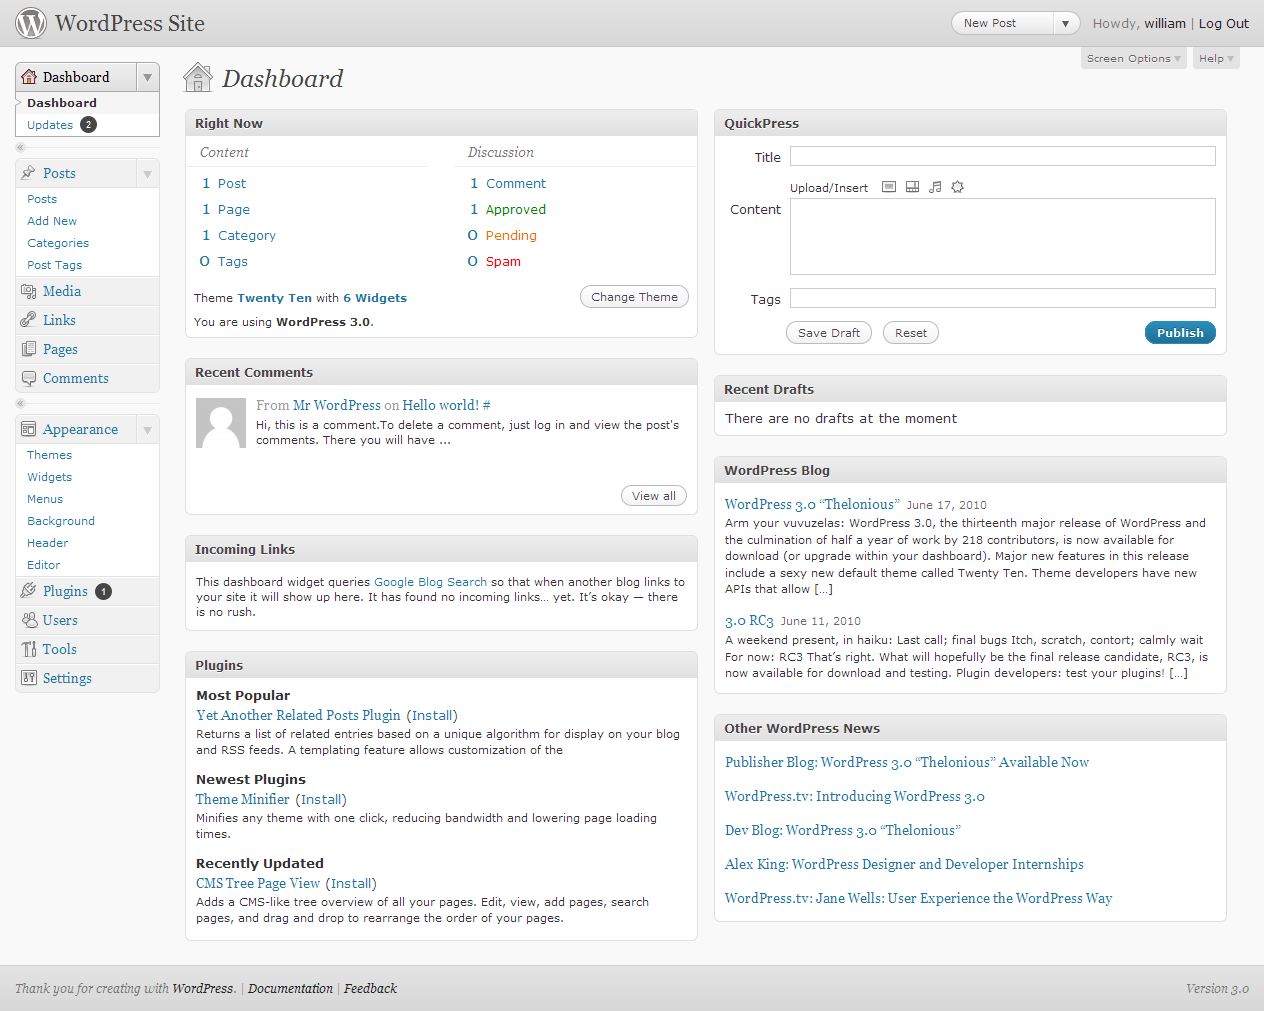 WordPress Site
New Post
Howdy, william | Log Out
Screen Options
Help
Dashboard
Dashboard
Updates 2
Posts
Posts
Add New
Categories
Post Tags
Media
Links
Pages
Comments
Appearance
Themes
Widgets
Menus
Background
Header
Editor
Plugins 1
Users
Tools
Settings
Dashboard
Right Now
Content
1 Post
1 Page
1 Category
0 Tags
Discussion
1 Comment
1 Approved
0 Pending
0 Spam
Theme Twenty Ten with 6 Widgets
Change Theme
You are using WordPress 3.0.
Recent Comments
From Mr WordPress on Hello world! #
Hi, this is a comment.To delete a comment, just log in and view the post's
comments. There you will have ...
View all
Incoming Links
This dashboard widget queries Google Blog Search so that when another blog links to
your site it will show up here. It has found no incoming links… yet. It’s okay — there
is no rush.
Plugins
Most Popular
Yet Another Related Posts Plugin (Install)
Returns a list of related entries based on a unique algorithm for display on your blog
and RSS feeds. A templating feature allows customization of the
Newest Plugins
Theme Minifier (Install)
Minifies any theme with one click, reducing bandwidth and lowering page loading
times.
Recently Updated
CMS Tree Page View (Install)
Adds a CMS-like tree overview of all your pages. Edit, view, add pages, search
pages, and drag and drop to rearrange the order of your pages.
QuickPress
Title
Upload/Insert
Content
Tags
Save Draft
Reset
Publish
Recent Drafts
There are no drafts at the moment
WordPress Blog
WordPress 3.0 “Thelonious” June 17, 2010
Arm your vuvuzelas: WordPress 3.0, the thirteenth major release of WordPress and
the culmination of half a year of work by 218 contributors, is now available for
download (or upgrade within your dashboard). Major new features in this release
include a sexy new default theme called Twenty Ten. Theme developers have new
APIs that allow […]
3.0 RC3 June 11, 2010
A weekend present, in haiku: Last call; final bugs Itch, scratch, contort; calmly wait
For now: RC3 That’s right. What will hopefully be the final release candidate, RC3, is
now available for download and testing. Plugin developers: test your plugins! […]
Other WordPress News
Publisher Blog: WordPress 3.0 “Thelonious” Available Now
WordPress.tv: Introducing WordPress 3.0
Dev Blog: WordPress 3.0 “Thelonious”
Alex King: WordPress Designer and Developer Internships
WordPress.tv: Jane Wells: User Experience the WordPress Way
Thank you for creating with WordPress. | Documentation | Feedback
Version 3.0